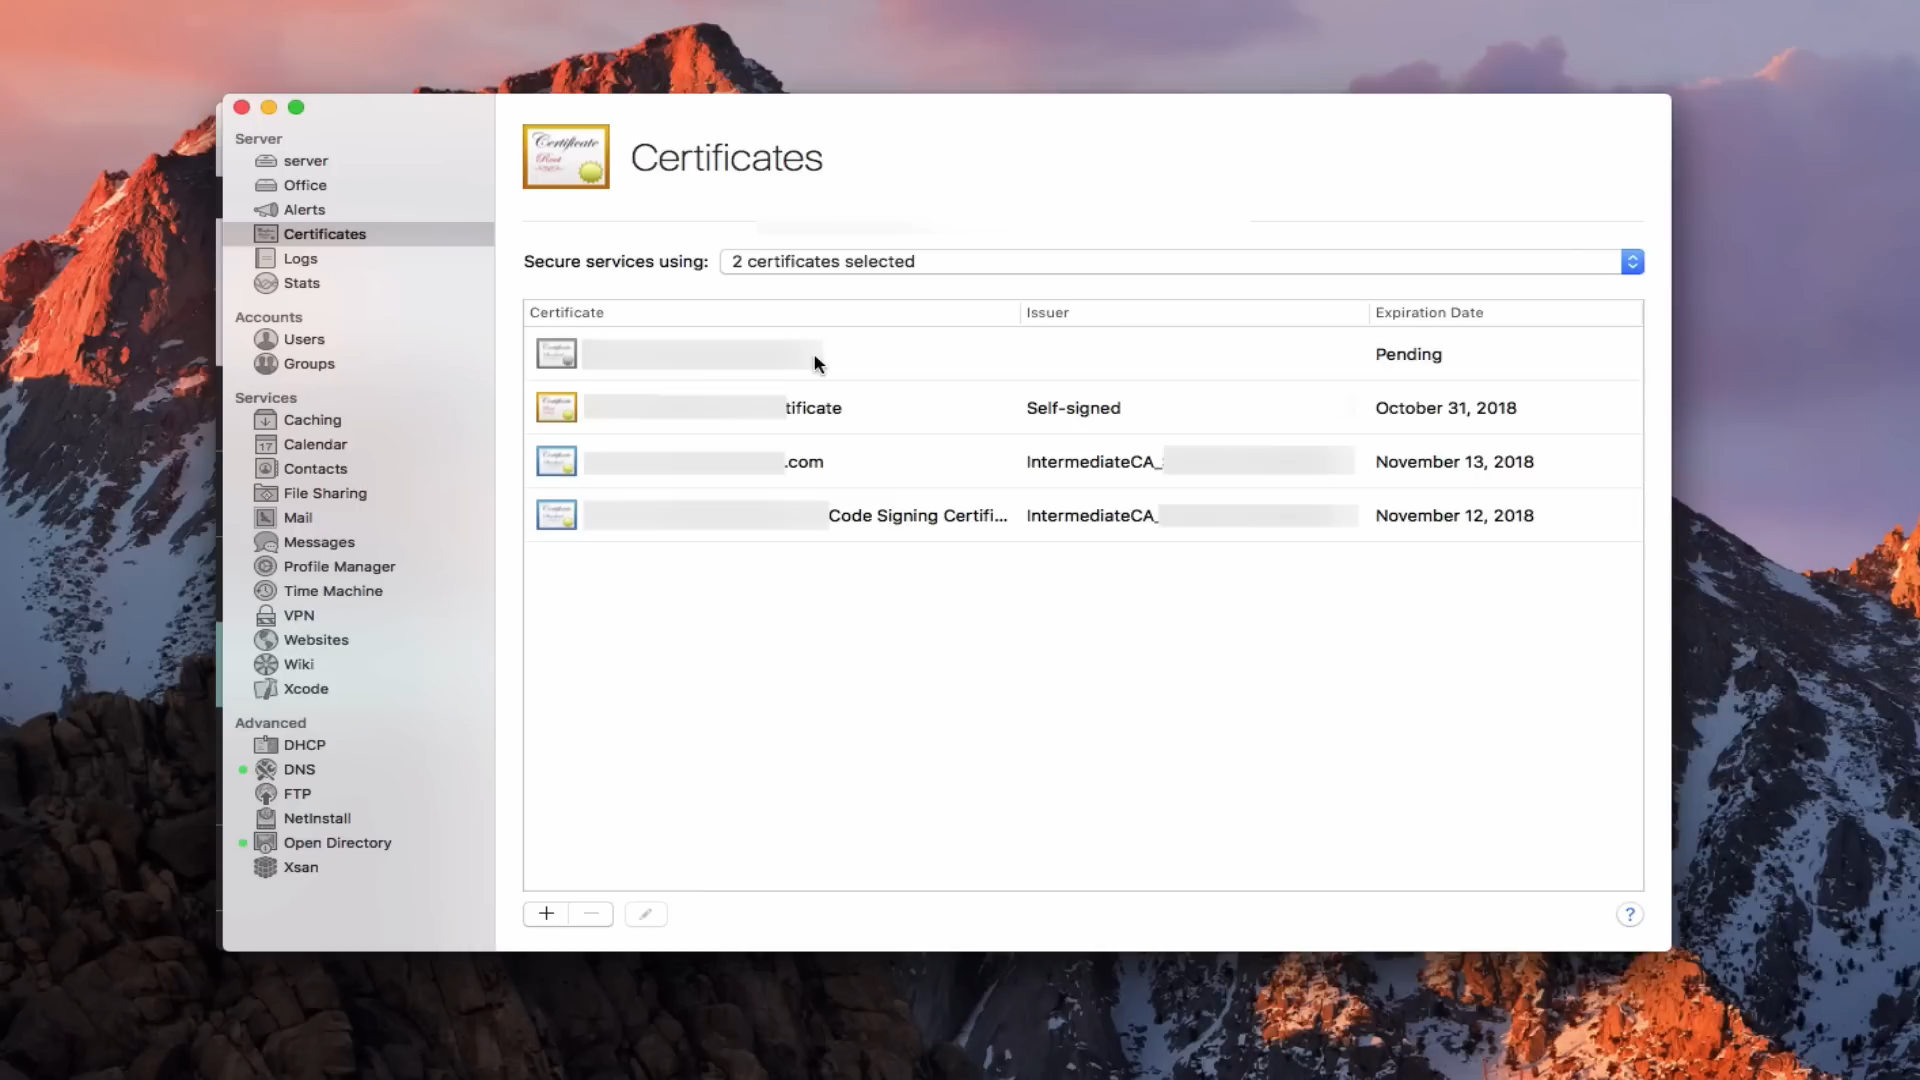 Server
server
Office
Alerts
Certificates
Logs
Stats
Accounts
Users
Groups
Services
Caching
Calendar
Contacts
File Sharing
Mail
Messages
Profile Manager
Time Machine
VPN
Websites
Wiki
Xcode
Advanced
DHCP
DNS
FTP
NetInstall
Open Directory
Xsan
Certificate
Root
Certificates
Secure services using: 2 certificates selected
Certificate Issuer Expiration Date
Pending
tificate Self-signed October 31, 2018
.com IntermediateCA_ November 13, 2018
Code Signing Certifi... IntermediateCA_ November 12, 2018
17
?